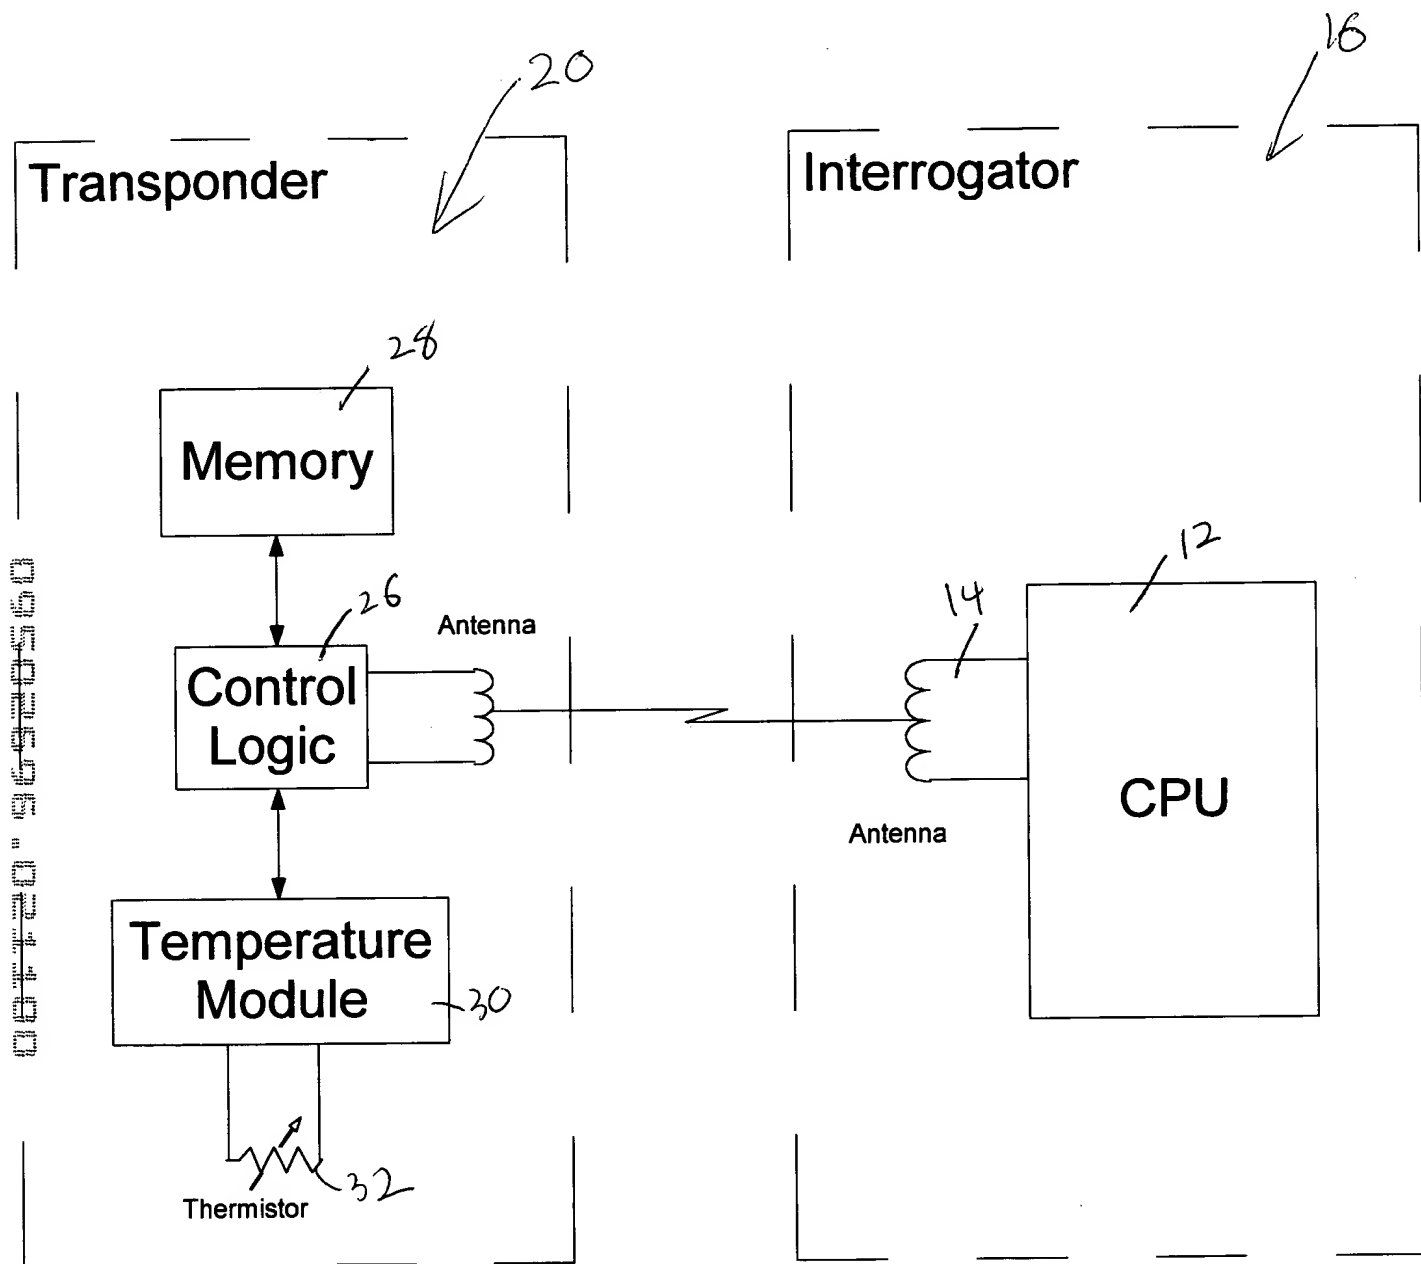 20
16
Transponder
Interrogator
28
Memory
12
26
14
Antenna
Control
Logic
CPU
Antenna
Temperature
Module
30
32
Thermistor